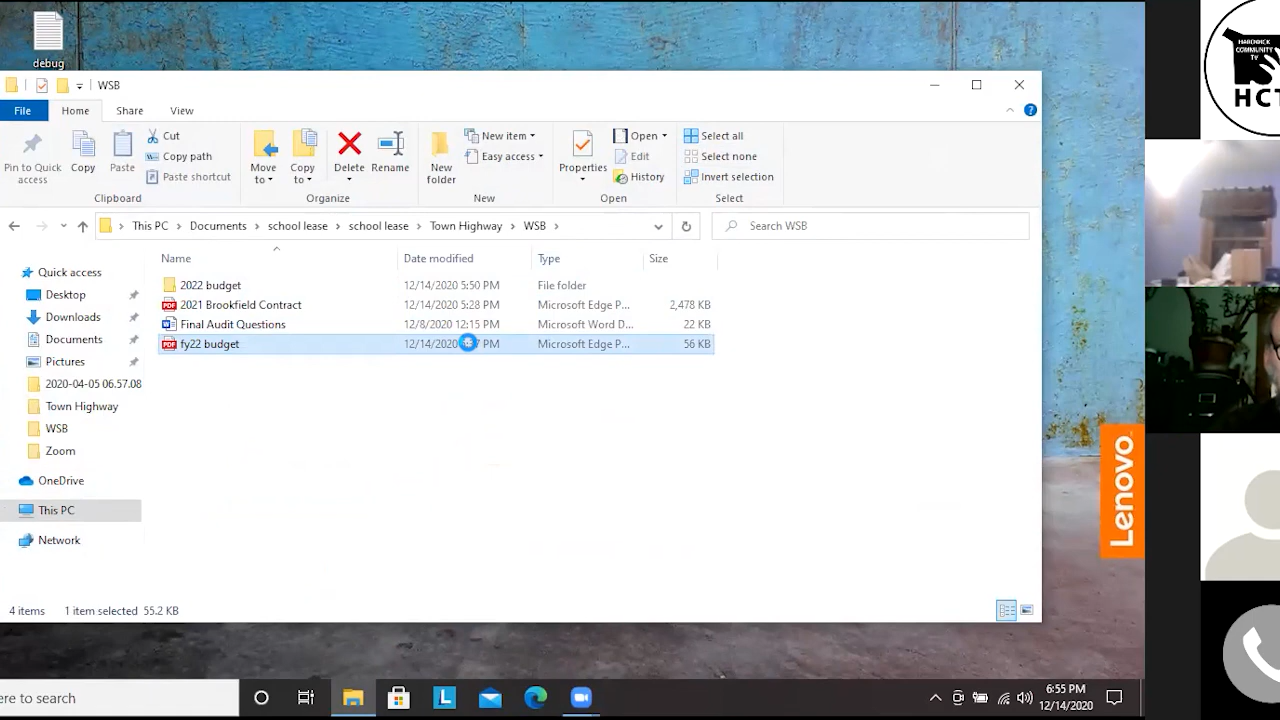 debug
WSB
File Home Share View
Pin to Quick access
Copy
Paste
Cut
Copy path
Paste shortcut
Clipboard
Move to
Copy to
Delete
Rename
Organize
New folder
New item
Easy access
New
Properties
Open
Edit
History
Open
Select all
Select none
Invert selection
Select
This PC > Documents > school lease > school lease > Town Highway > WSB >
Search WSB
Name Date modified Type Size
2022 budget 12/14/2020 5:50 PM File folder
2021 Brookfield Contract 12/14/2020 5:28 PM Microsoft Edge P... 2,478 KB
Final Audit Questions 12/8/2020 12:15 PM Microsoft Word D... 22 KB
fy22 budget 12/14/2020 PM Microsoft Edge P... 56 KB
Quick access
Desktop
Downloads
Documents
Pictures
2020-04-05 06.57.08
Town Highway
WSB
Zoom
OneDrive
This PC
Network
4 items 1 item selected 55.2 KB
Lenovo
ere to search
L
6:55 PM
12/14/2020
HARDWICK
COMMUNITY
TV
HCT